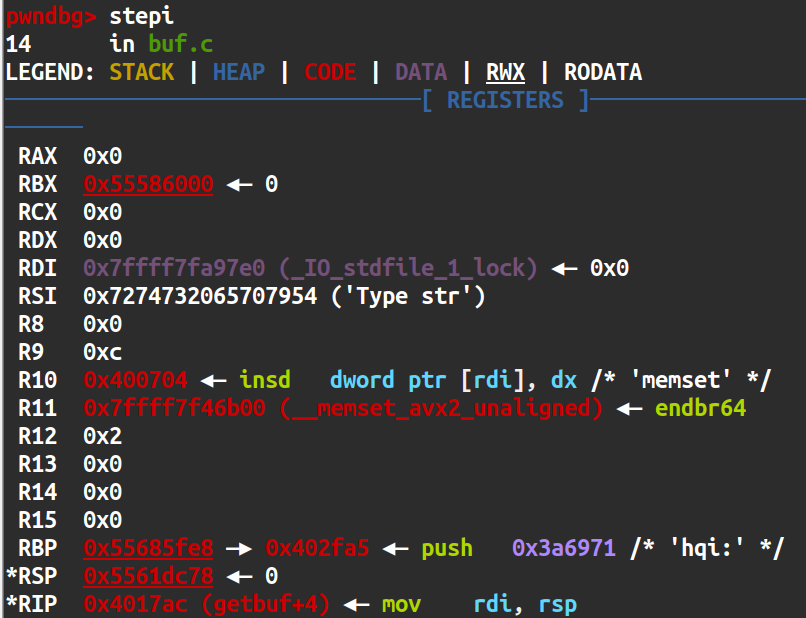 pwndbg> stepi
14      in buf.c
LEGEND: STACK | HEAP | CODE | DATA | RWX | RODATA
[ REGISTERS ]
RAX  0x0
RBX  0x55586000 ◂— 0
RCX  0x0
RDX  0x0
RDI  0x7ffff7fa97e0 (_IO_stdfile_1_lock) ◂— 0x0
RSI  0x7274732065707954 ('Type str')
R8   0x0
R9   0xc
R10  0x400704 ◂— insd   dword ptr [rdi], dx /* 'memset' */
R11  0x7ffff7f46b00 (__memset_avx2_unaligned) ◂— endbr64
R12  0x2
R13  0x0
R14  0x0
R15  0x0
RBP  0x55685fe8 —▸ 0x402fa5 ◂— push   0x3a6971 /* 'hqi:' */
*RSP  0x5561dc78 ◂— 0
*RIP  0x4017ac (getbuf+4) ◂— mov    rdi, rsp